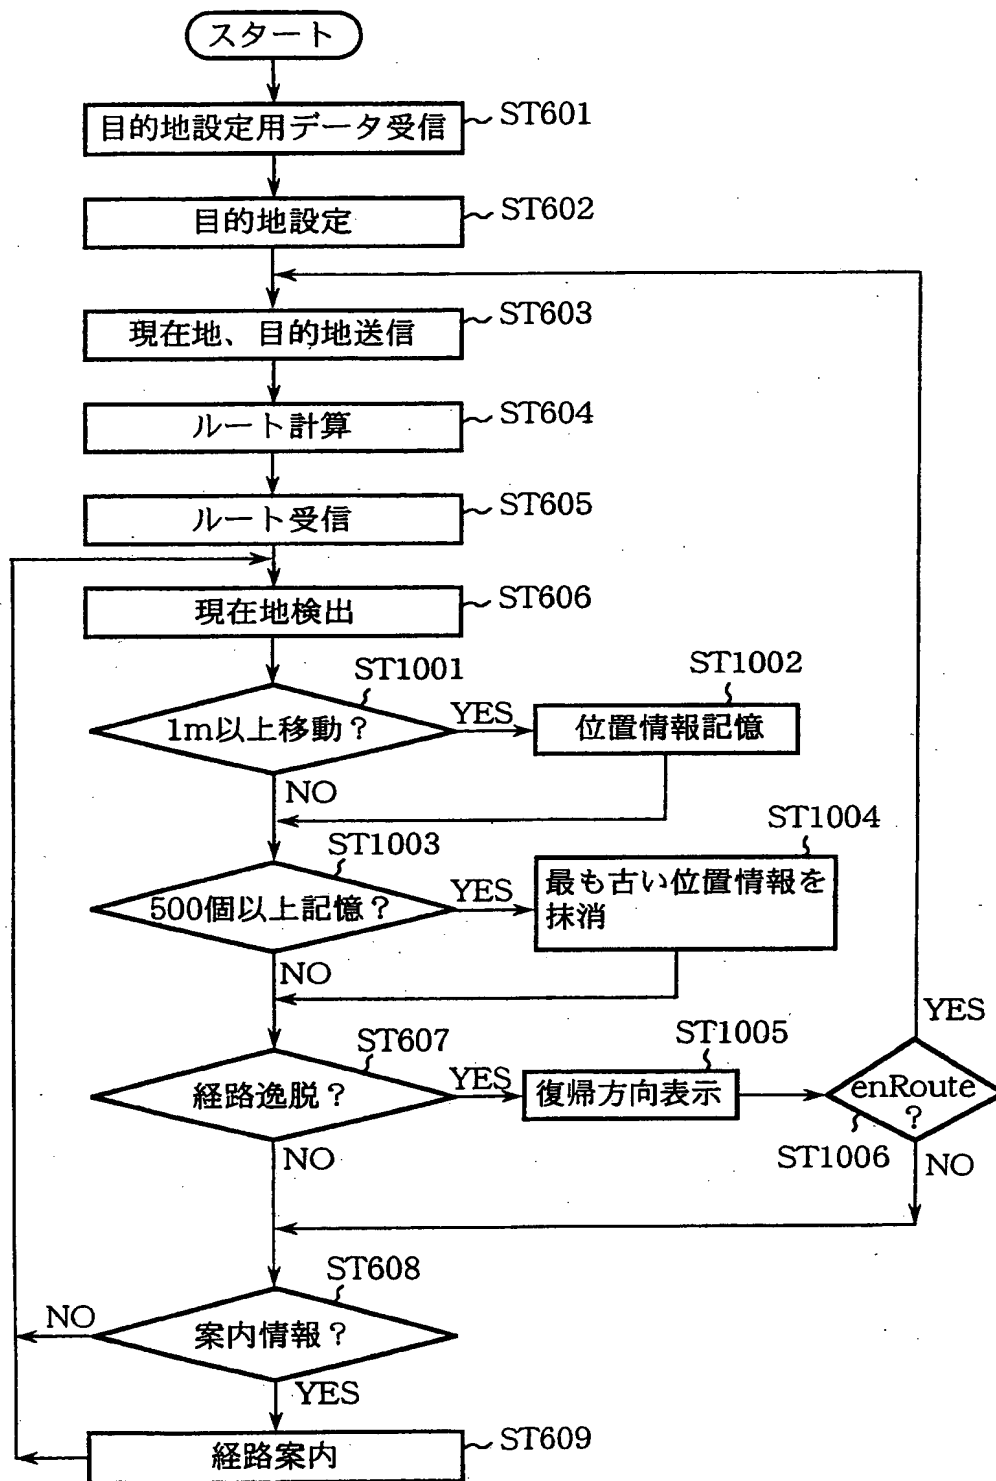 スタート
目的地設定用データ受信
ST601
目的地設定
ST602
現在地、目的地送信
ST603
ルート計算
ST604
ルート受信
ST605
現在地検出
ST606
1m以上移動?
ST1001
YES
位置情報記憶
ST1002
NO
500個以上記憶?
ST1003
YES
最も古い位置情報を
抹消
ST1004
NO
経路逸脱?
ST607
YES
復帰方向表示
ST1005
enRoute
?
ST1006
YES
NO
NO
案内情報?
ST608
NO
YES
経路案内
ST609